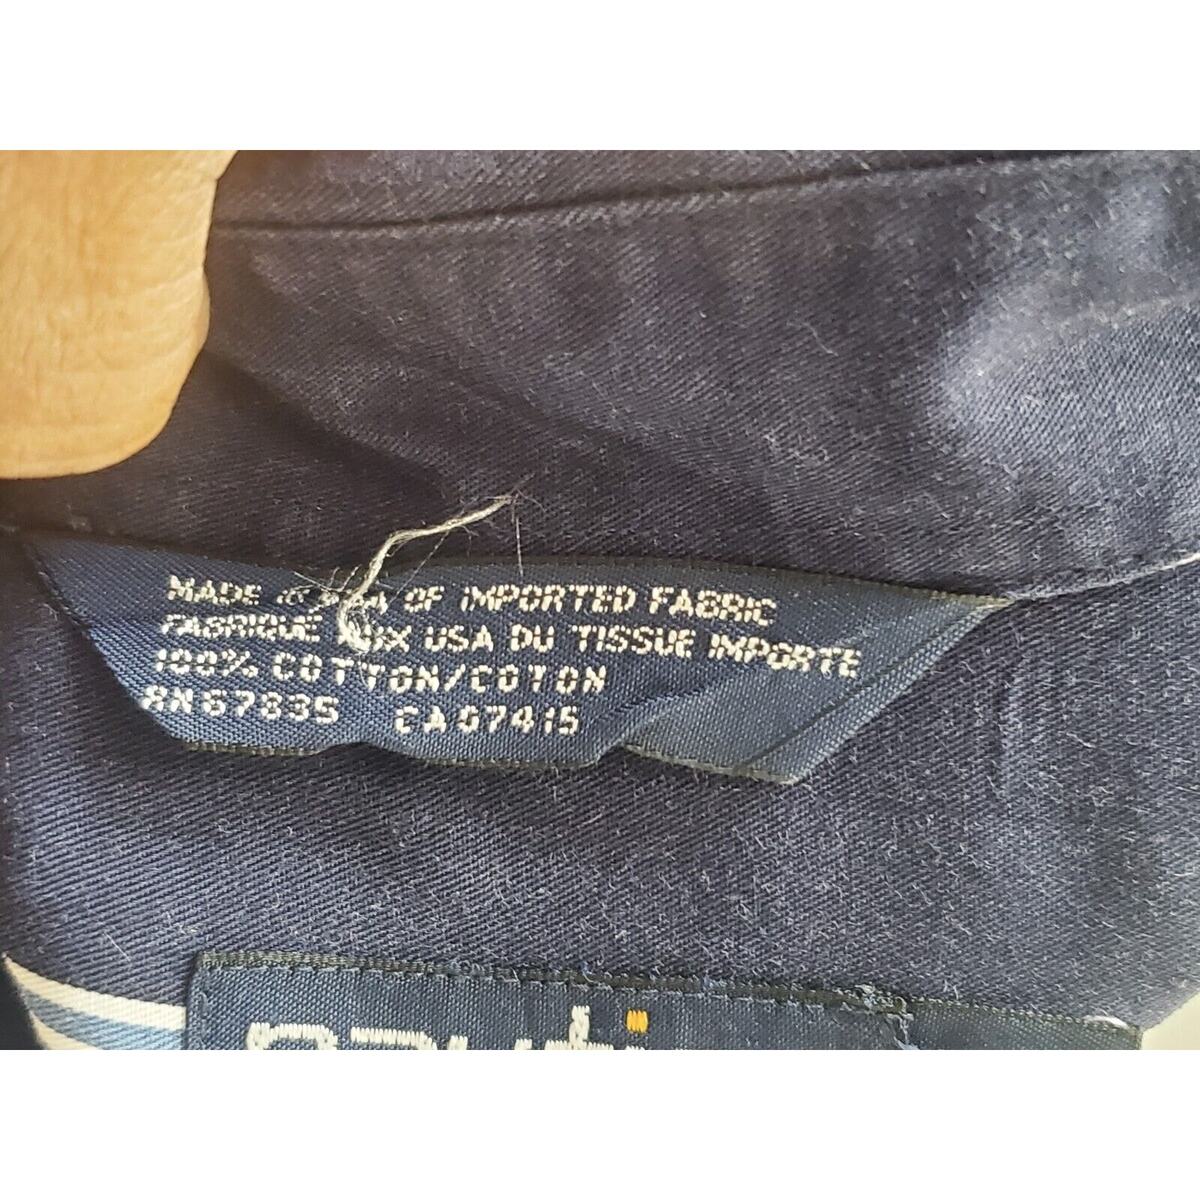 MADE IN USA OF IMPORTED FABRIC
FABRIQUE AUX USA DU TISSUE IMPORTE
100% COTTON/COTON
RN67835 CA07415